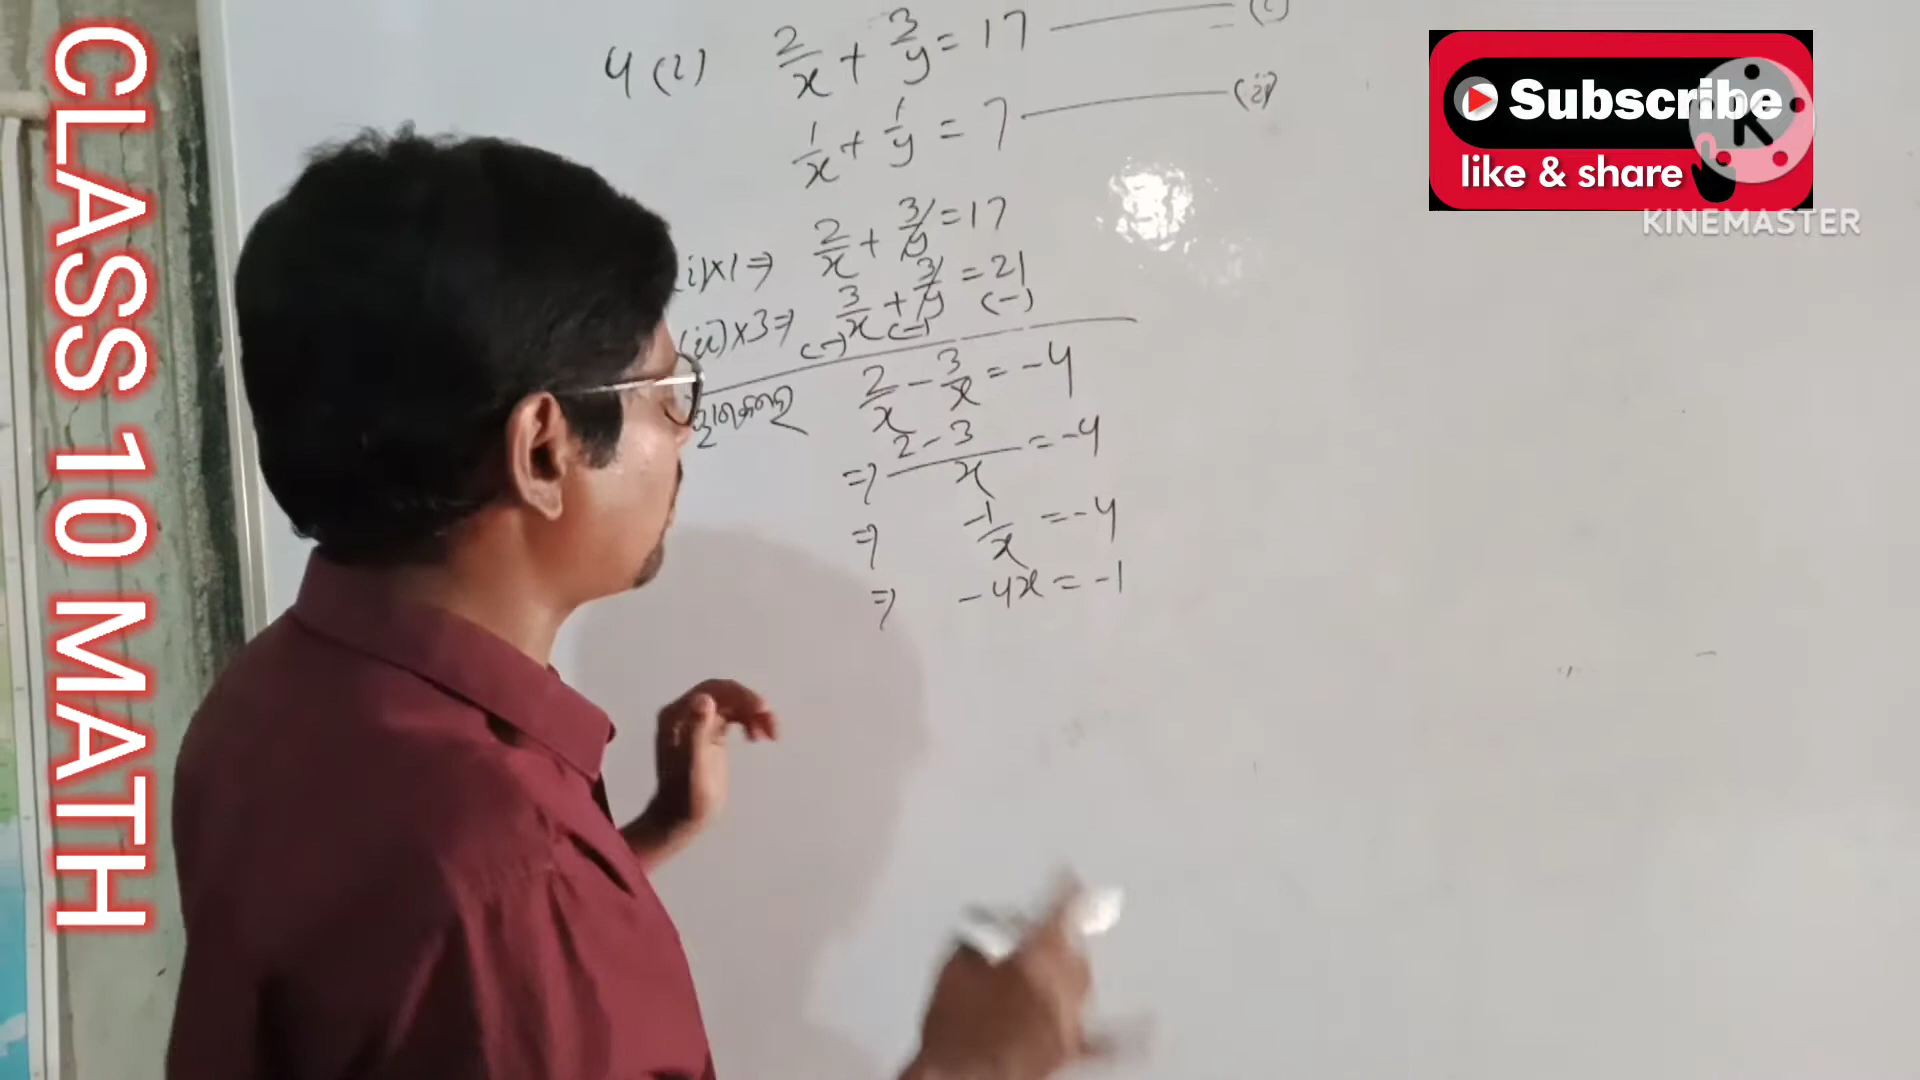 CLASS 10 MATH
Subscribe
like & share
KINEMASTER
4(i) 2/x + 3/y = 17 ——— (i)
1/x + 1/y = 7 ——— (ii)
(i)×1 ⇒ 2/x + 3/y = 17
(ii)×3 ⇒ 3/x + 3/y = 21
(-) (-) (-)
2/x - 3/x = -4
⇒ 2-3/x = -4
⇒ -1/x = -4
⇒ -4x = -1